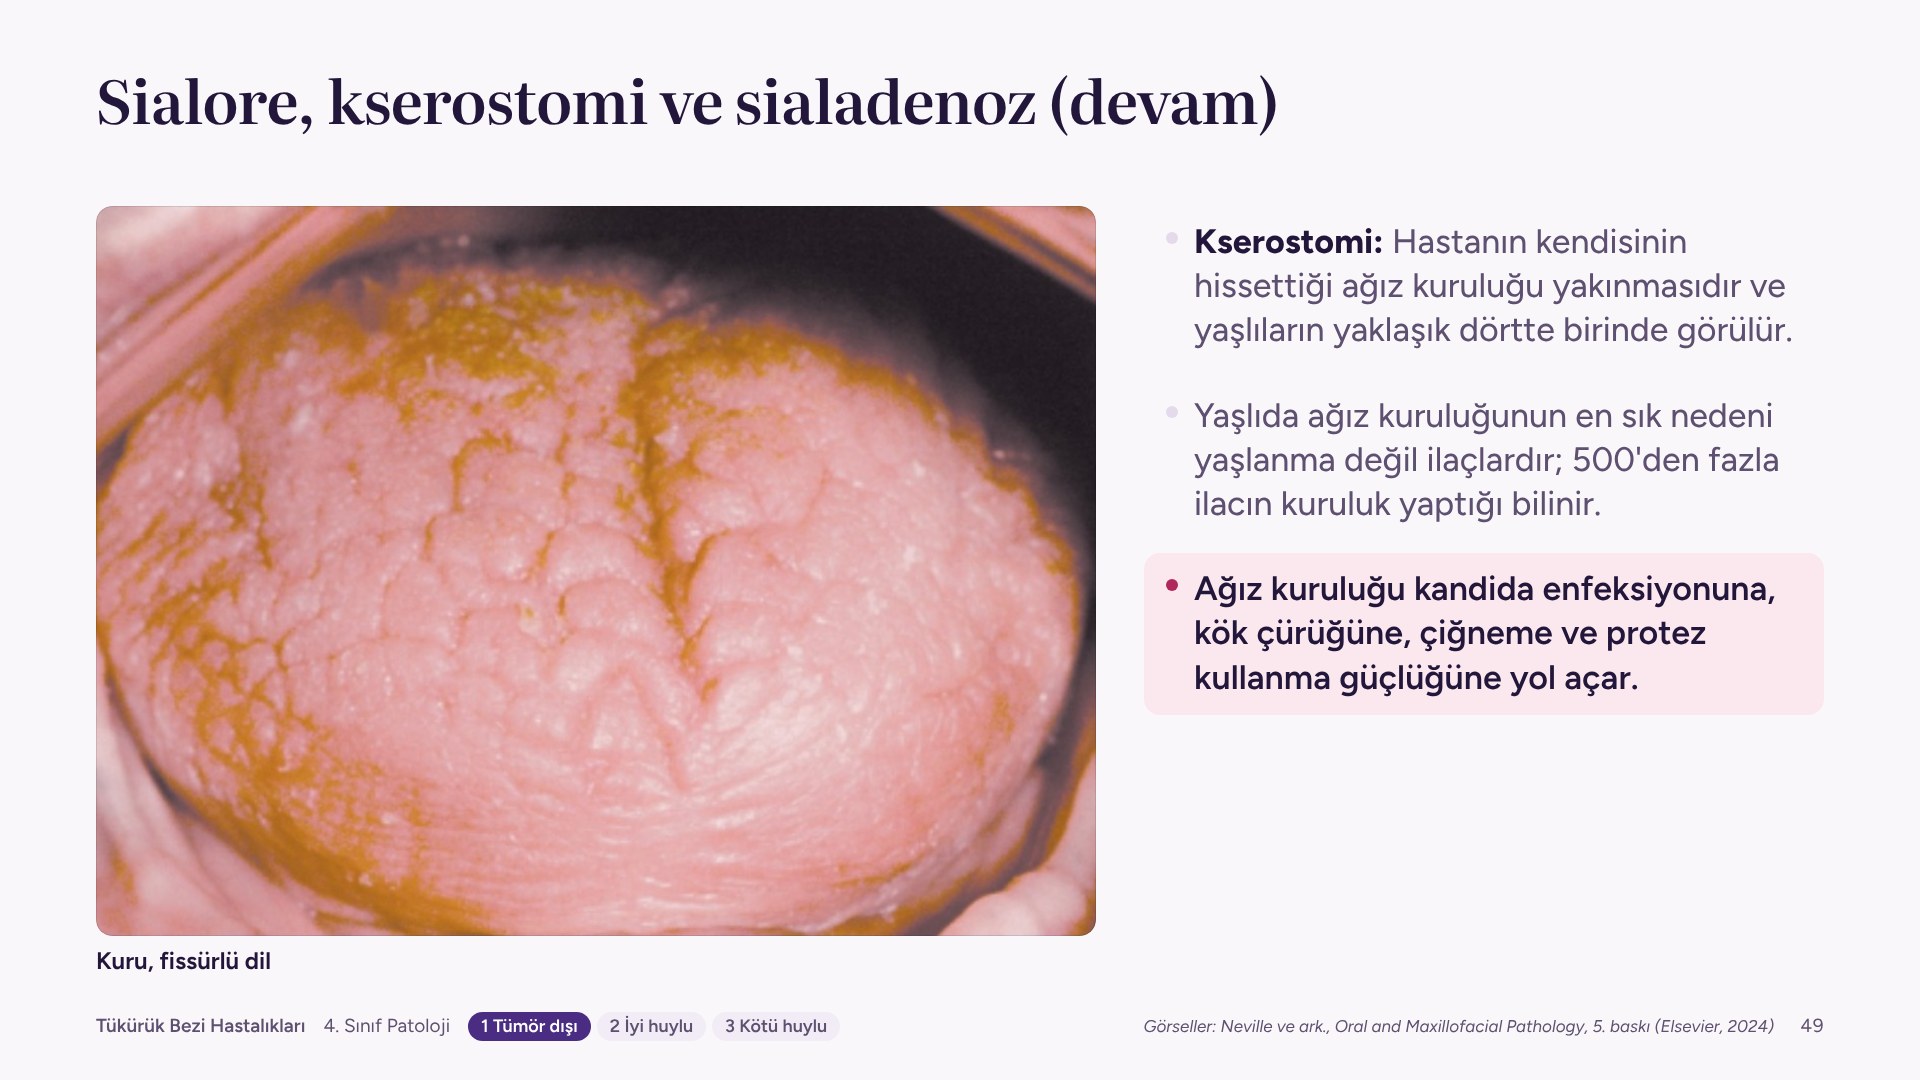 Sialore, kserostomi ve sialadenoz (devam)
Kserostomi: Hastanın kendisinin
hissettiği ağız kuruluğu yakınmasıdır ve
yaşlıların yaklaşık dörtte birinde görülür.
Yaşlıda ağız kuruluğunun en sık nedeni
yaşlanma değil ilaçlardır; 500'den fazla
ilacın kuruluk yaptığı bilinir.
Ağız kuruluğu kandida enfeksiyonuna,
kök çürüğüne, çiğneme ve protez
kullanma güçlüğüne yol açar.
Kuru, fissürlü dil
Tükürük Bezi Hastalıkları 4. Sınıf Patoloji 1 Tümör dışı 2 İyi huylu 3 Kötü huylu
Görseller: Neville ve ark., Oral and Maxillofacial Pathology, 5. baskı (Elsevier, 2024) 49